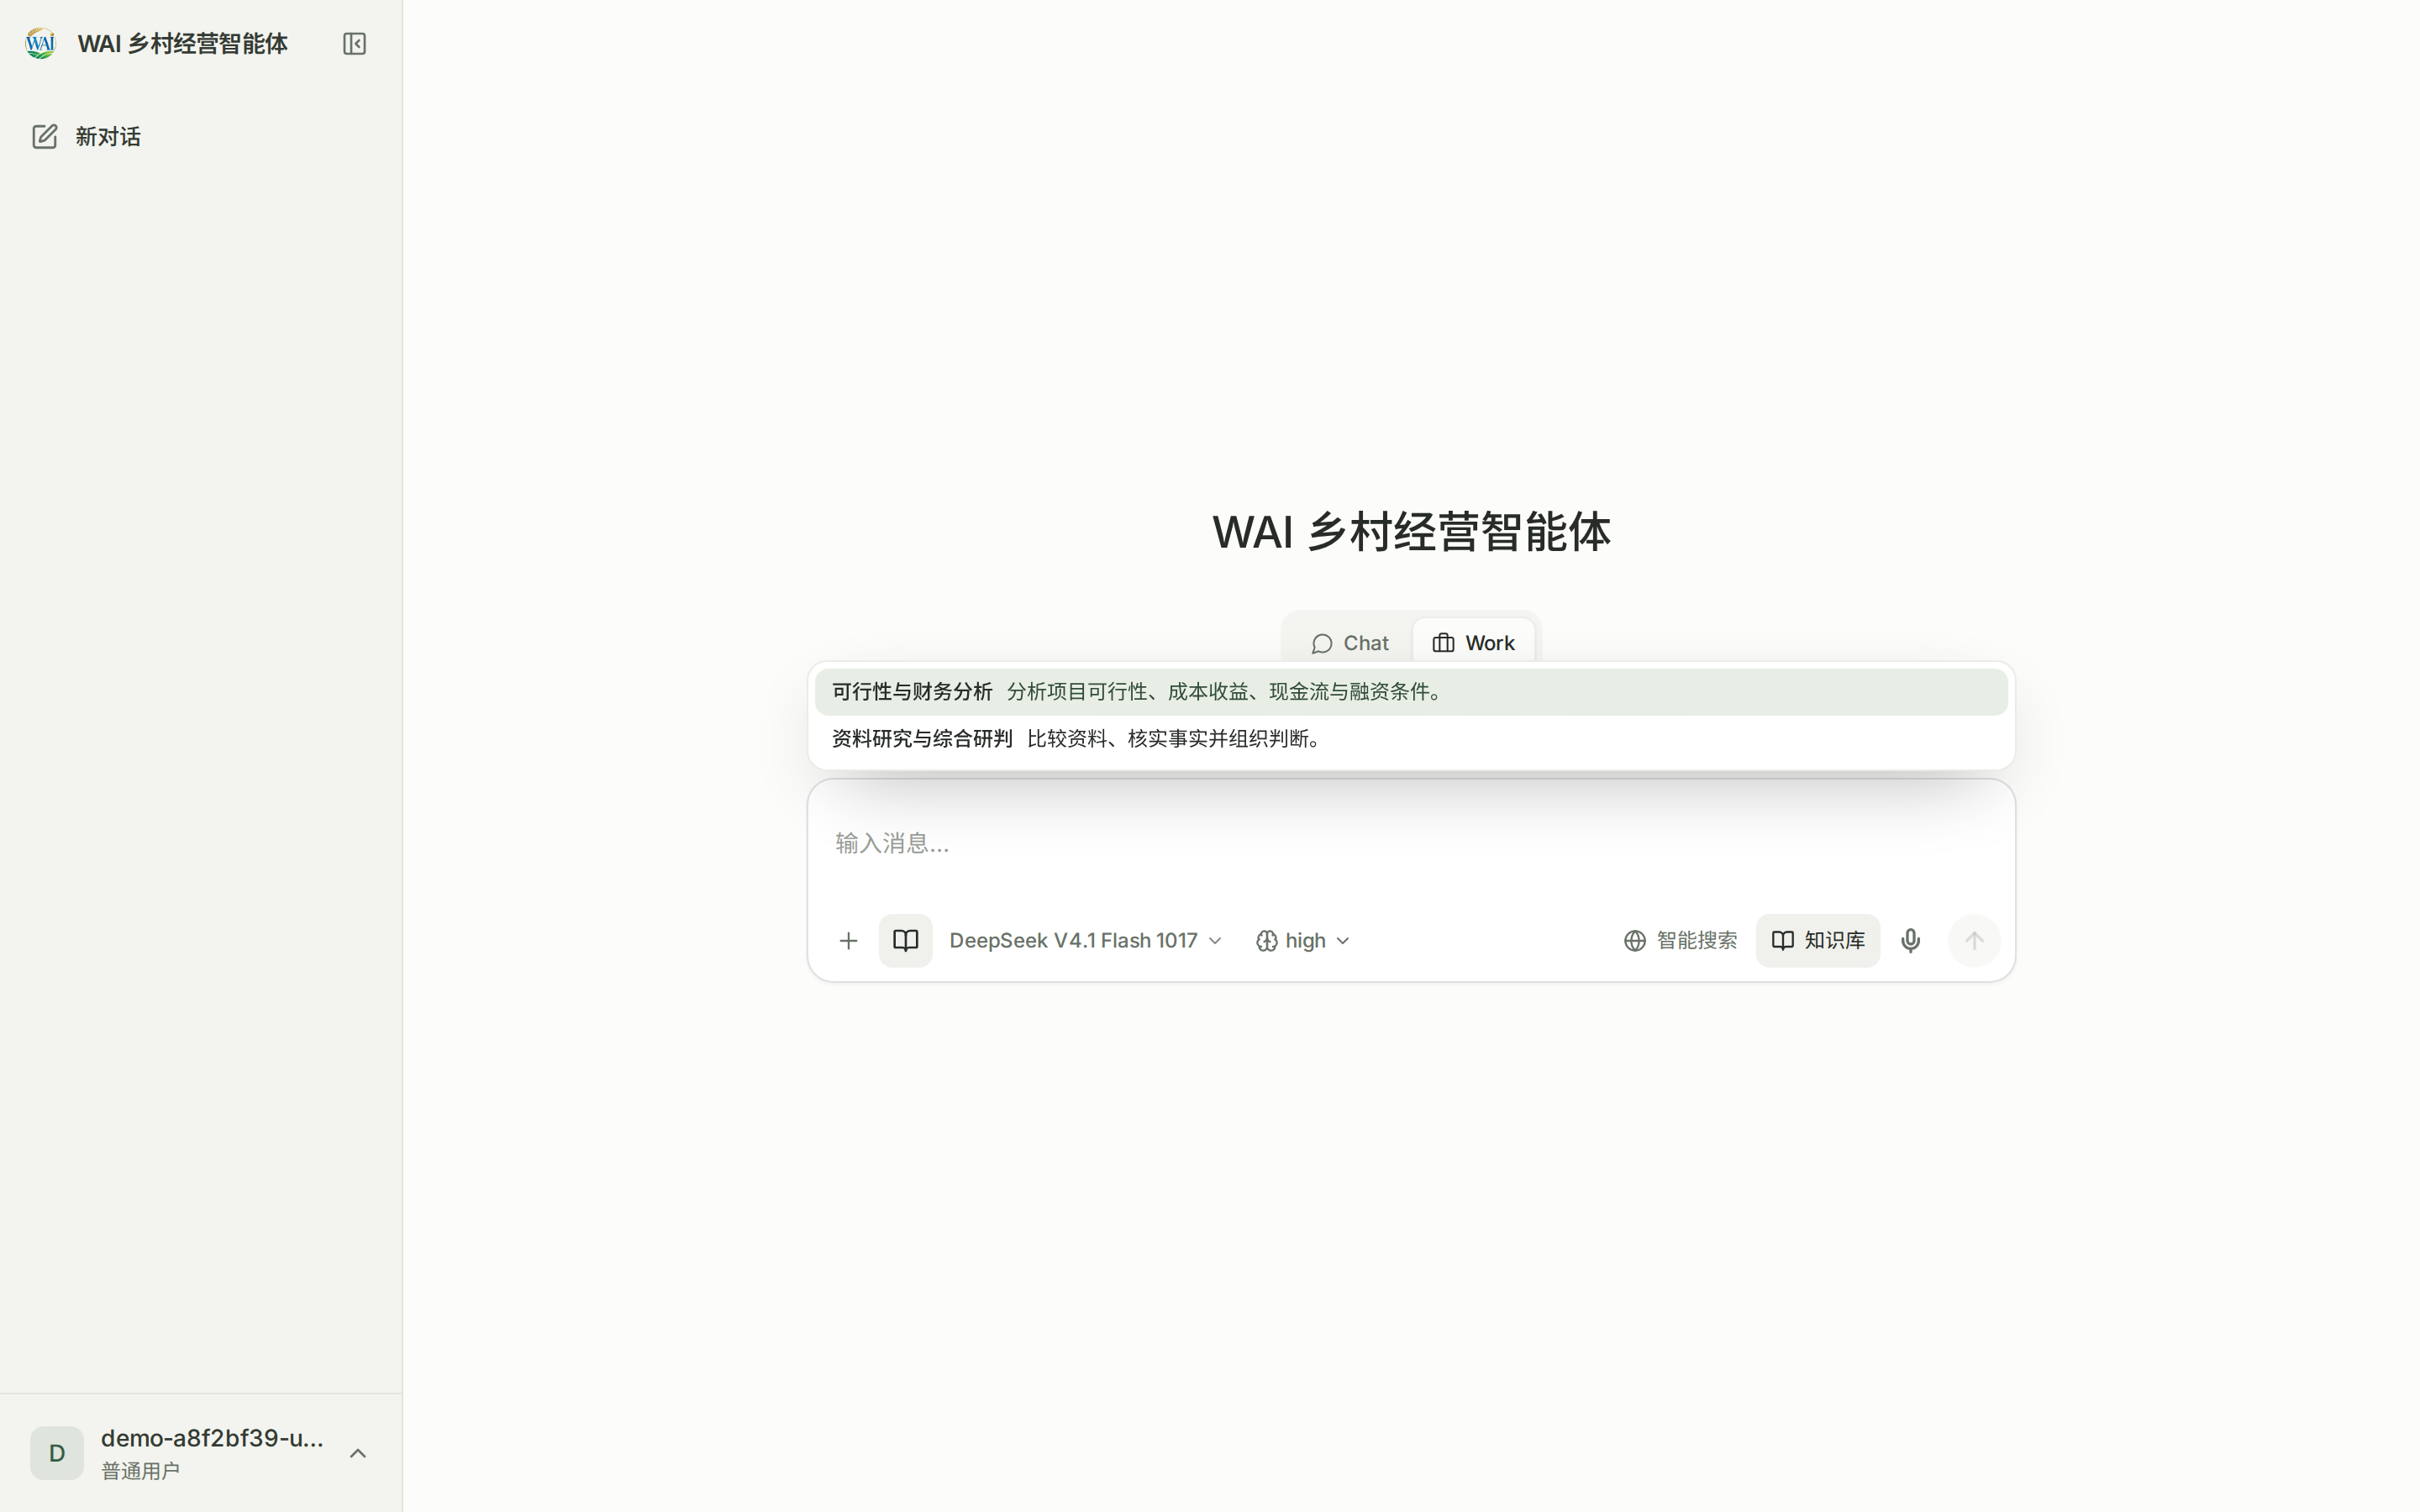 WAI 乡村经营智能体
新对话
WAI 乡村经营智能体
Chat Work
可行性与财务分析 分析项目可行性、成本收益、现金流与融资条件。
资料研究与综合研判 比较资料、核实事实并组织判断。
输入消息...
DeepSeek V4.1 Flash 1017 high 智能搜索 知识库
D demo-a8f2bf39-u...
普通用户